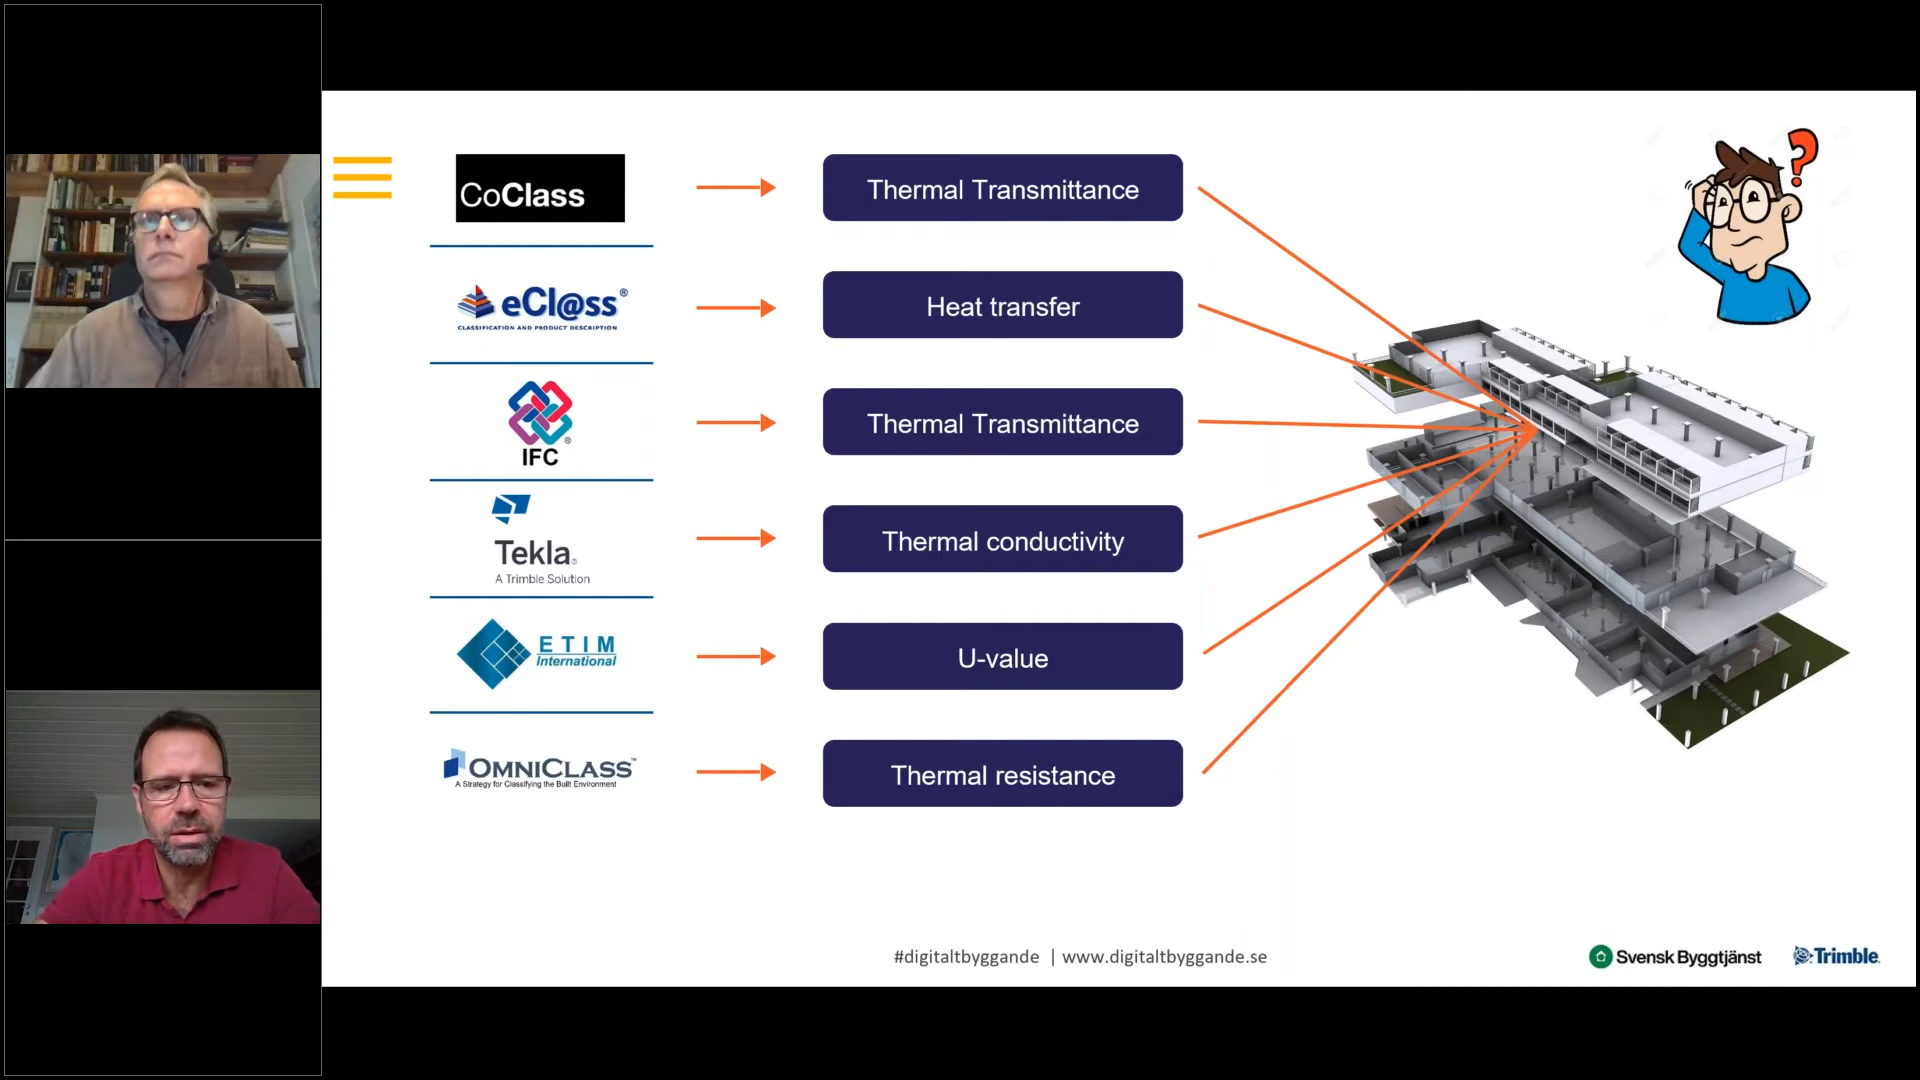 CoClass
Thermal Transmittance
eCl@ss®
CLASSIFICATION AND PRODUCT DESCRIPTION
Heat transfer
®
IFC
Thermal Transmittance
Tekla®
A Trimble Solution
Thermal conductivity
ETIM
International
U-value
OMNICLASS™
A Strategy for Classifying the Built Environment
Thermal resistance
?
#digitaltbyggande | www.digitaltbyggande.se
Svensk Byggtjänst
Trimble.